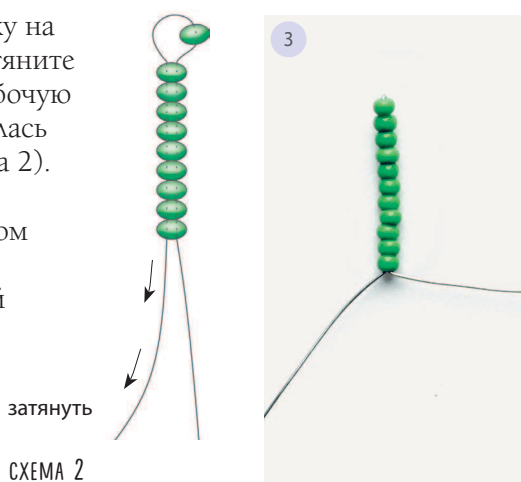 ку на
тяните
бочую
лась
а 2).
ом
й
затянуть
СХЕМА 2
3